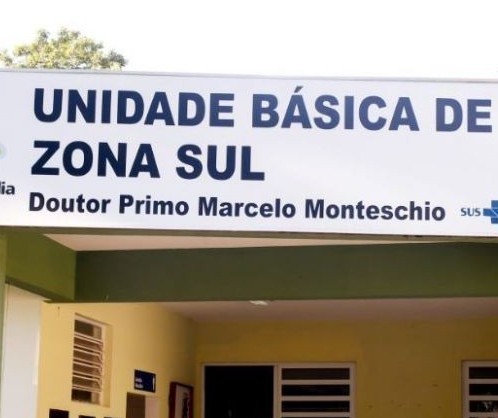 UNIDADE BÁSICA DE
ZONA SUL
Doutor Primo Marcelo Monteschio
SUS